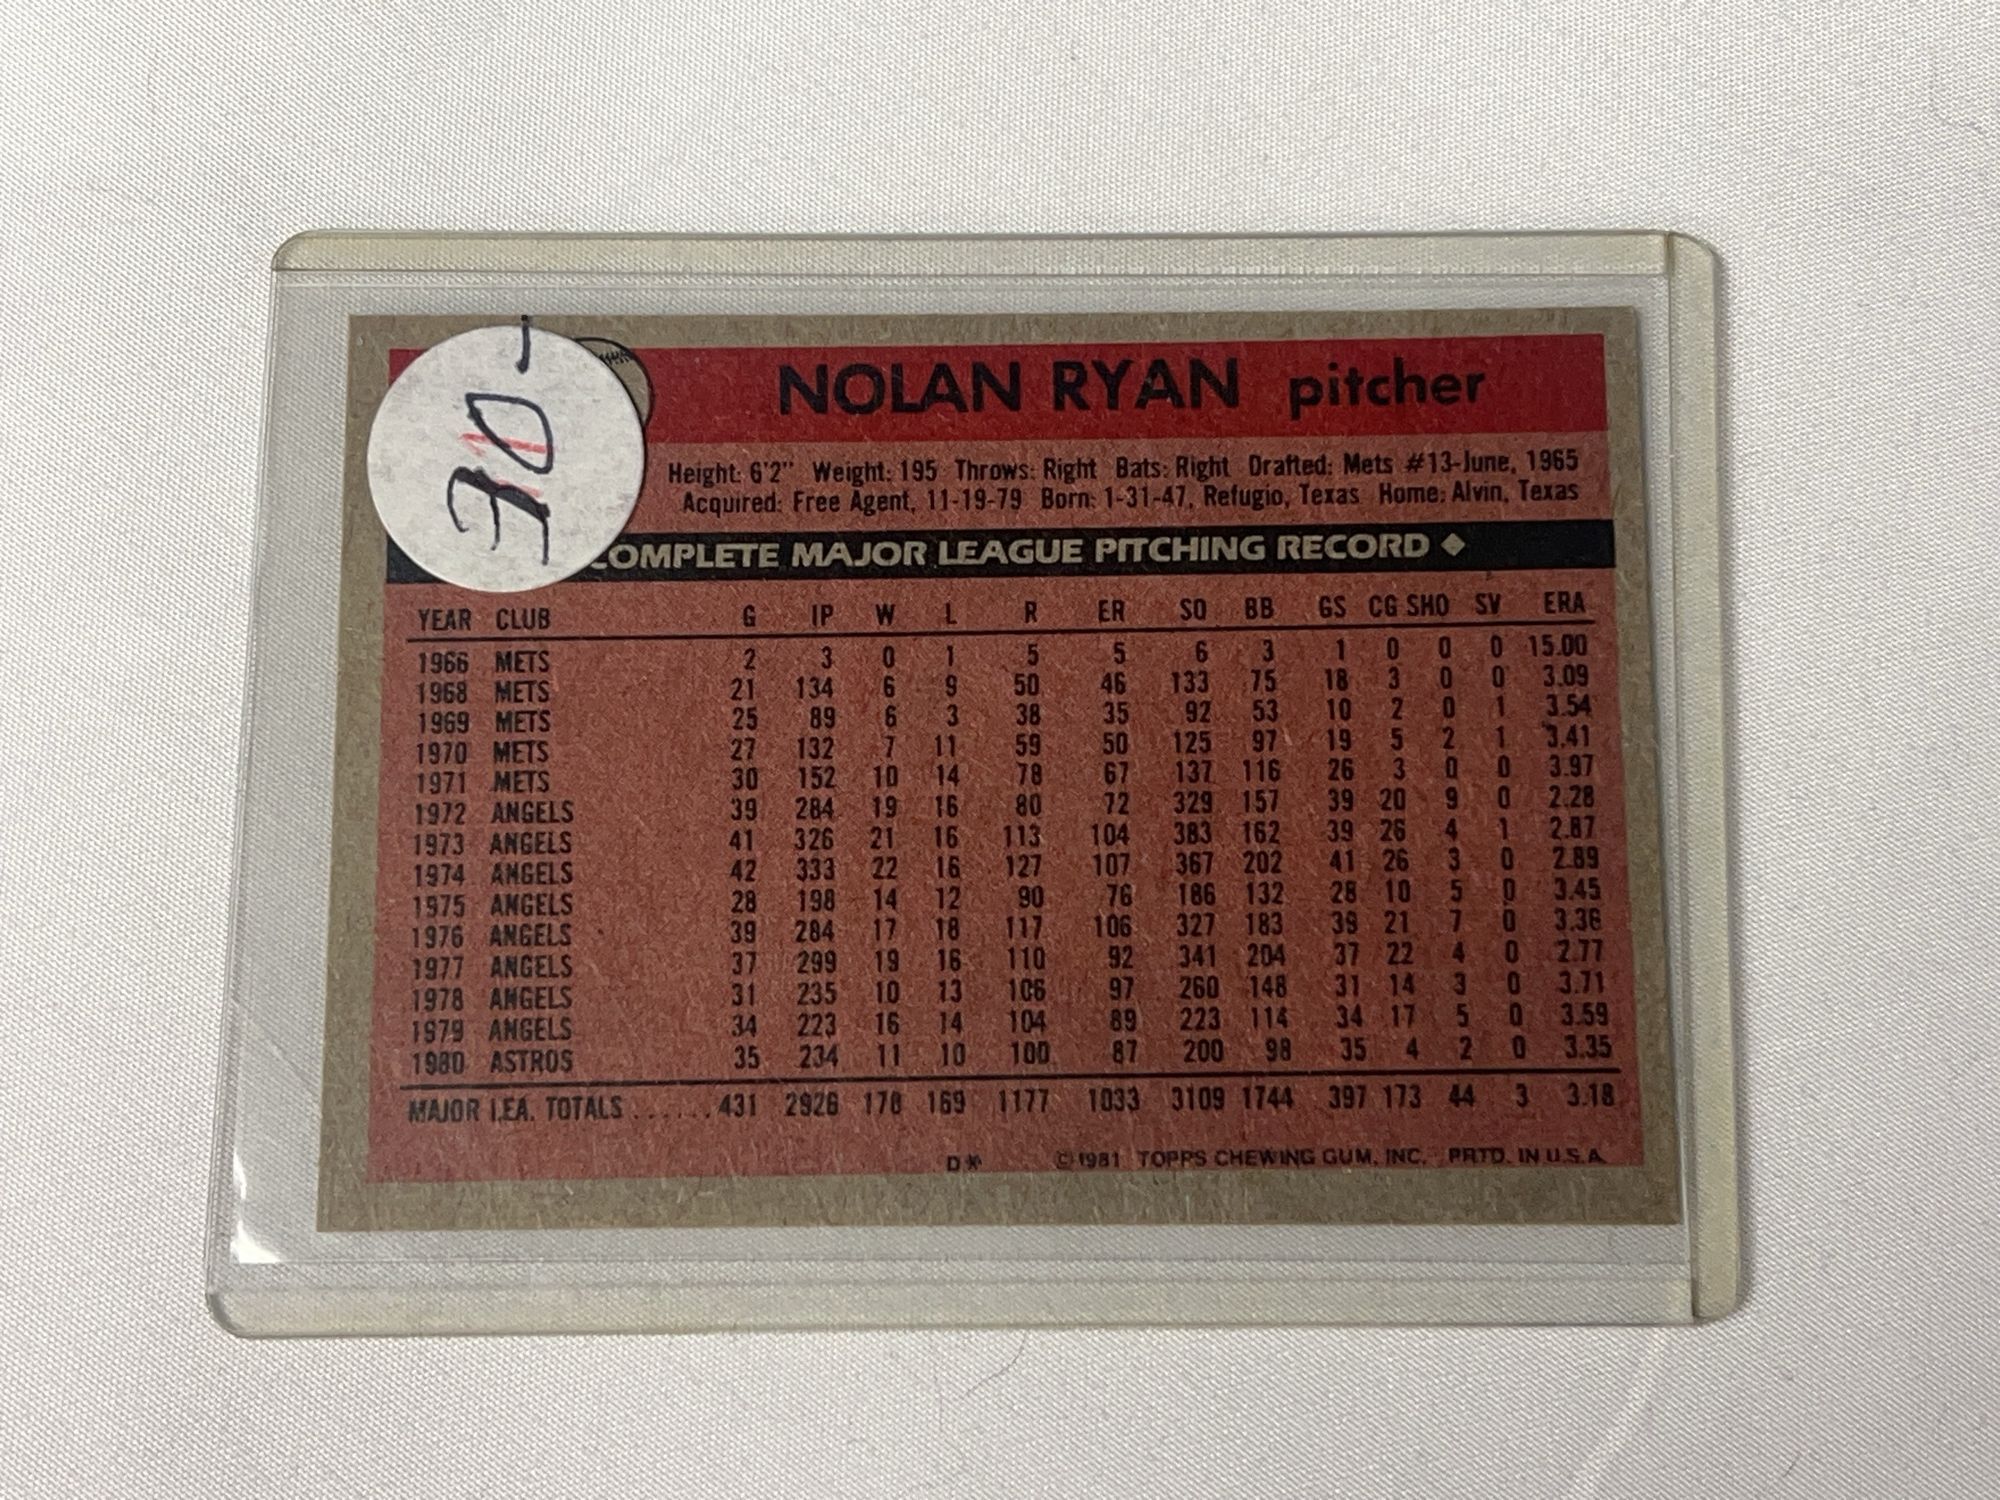 30-
NOLAN RYAN pitcher
Height: 6'2" Weight: 195 Throws: Right Bats: Right Drafted: Mets #13-June, 1965
Acquired: Free Agent, 11-19-79 Born: 1-31-47, Refugio, Texas Home: Alvin, Texas
COMPLETE MAJOR LEAGUE PITCHING RECORD ◆
YEAR CLUB G IP W L R ER SO BB GS CG SHO SV ERA
1966 METS 2 3 0 1 5 5 6 3 1 0 0 0 15.00
1968 METS 21 134 6 9 50 46 133 75 18 3 0 0 3.09
1969 METS 25 89 6 3 38 35 92 53 10 2 0 1 3.54
1970 METS 27 132 7 11 59 50 125 97 19 5 2 1 3.41
1971 METS 30 152 10 14 78 67 137 116 26 3 0 0 3.97
1972 ANGELS 39 284 19 16 80 72 329 157 39 20 9 0 2.28
1973 ANGELS 41 326 21 16 113 104 383 162 39 26 4 1 2.87
1974 ANGELS 42 333 22 16 127 107 367 202 41 26 3 0 2.89
1975 ANGELS 28 198 14 12 90 76 186 132 28 10 5 0 3.45
1976 ANGELS 39 284 17 18 117 106 327 183 39 21 7 0 3.36
1977 ANGELS 37 299 19 16 110 92 341 204 37 22 4 0 2.77
1978 ANGELS 31 235 10 13 106 97 260 148 31 14 3 0 3.71
1979 ANGELS 34 223 16 14 104 89 223 114 34 17 5 0 3.59
1980 ASTROS 35 234 11 10 100 87 200 98 35 4 2 0 3.35
MAJOR LEA. TOTALS ......431 2926 178 169 1177 1033 3109 1744 397 173 44 3 3.18
D* © 1981 TOPPS CHEWING GUM, INC. PRTD. IN U.S.A.